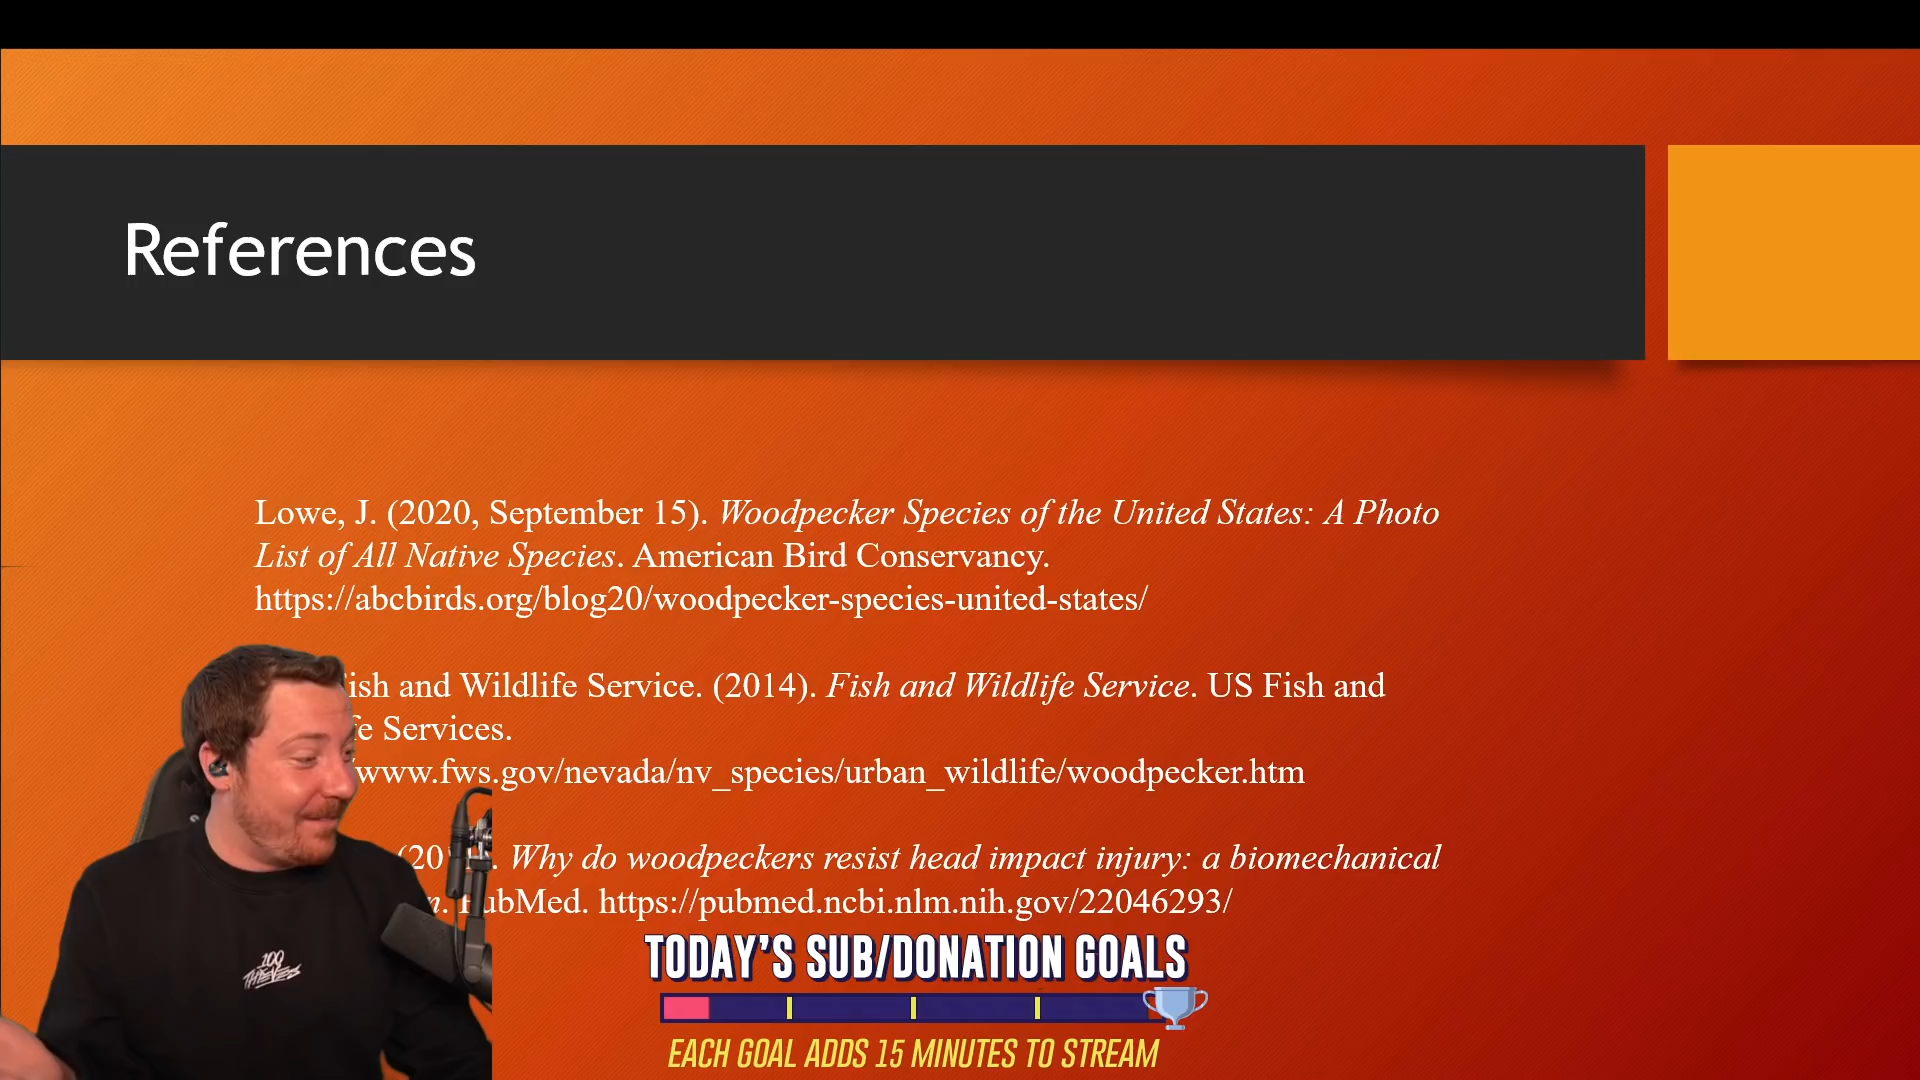 References
Lowe, J. (2020, September 15). Woodpecker Species of the United States: A Photo
List of All Native Species. American Bird Conservancy.
https://abcbirds.org/blog20/woodpecker-species-united-states/
and Wildlife Service. (2014). Fish and Wildlife Service. US Fish and
Services.
www.fws.gov/nevada/nv_species/urban_wildlife/woodpecker.htm
Why do woodpeckers resist head impact injury: a biomechanical
PubMed. https://pubmed.ncbi.nlm.nih.gov/22046293/
100
THIEVES
TODAY'S SUB/DONATION GOALS
EACH GOAL ADDS 15 MINUTES TO STREAM